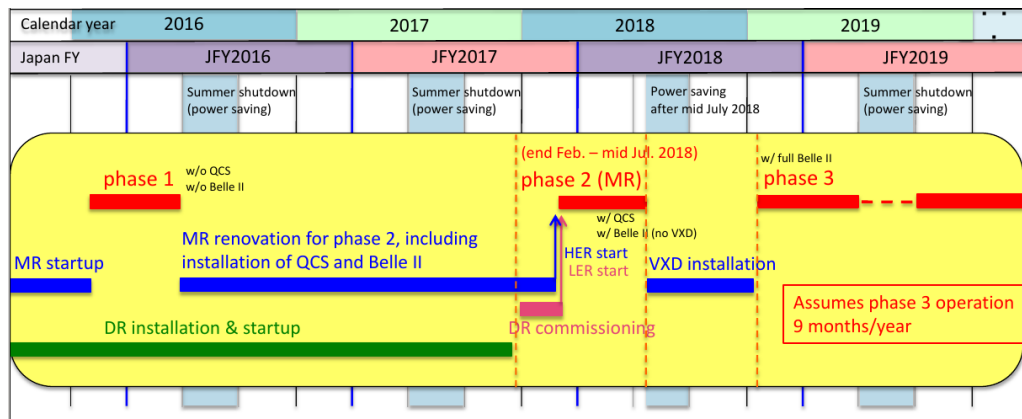 Calendar year 2016 2017 2018 2019
Japan FY JFY2016 JFY2017 JFY2018 JFY2019
Summer shutdown
(power saving)
Summer shutdown
(power saving)
Power saving
after mid July 2018
Summer shutdown
(power saving)
(end Feb. – mid Jul. 2018)
phase 1
w/o QCS
w/o Belle II
phase 2 (MR)
w/ full Belle II
phase 3
w/ QCS
w/ Belle II (no VXD)
MR startup
MR renovation for phase 2, including
installation of QCS and Belle II
HER start
LER start
VXD installation
DR installation & startup
DR commissioning
Assumes phase 3 operation
9 months/year